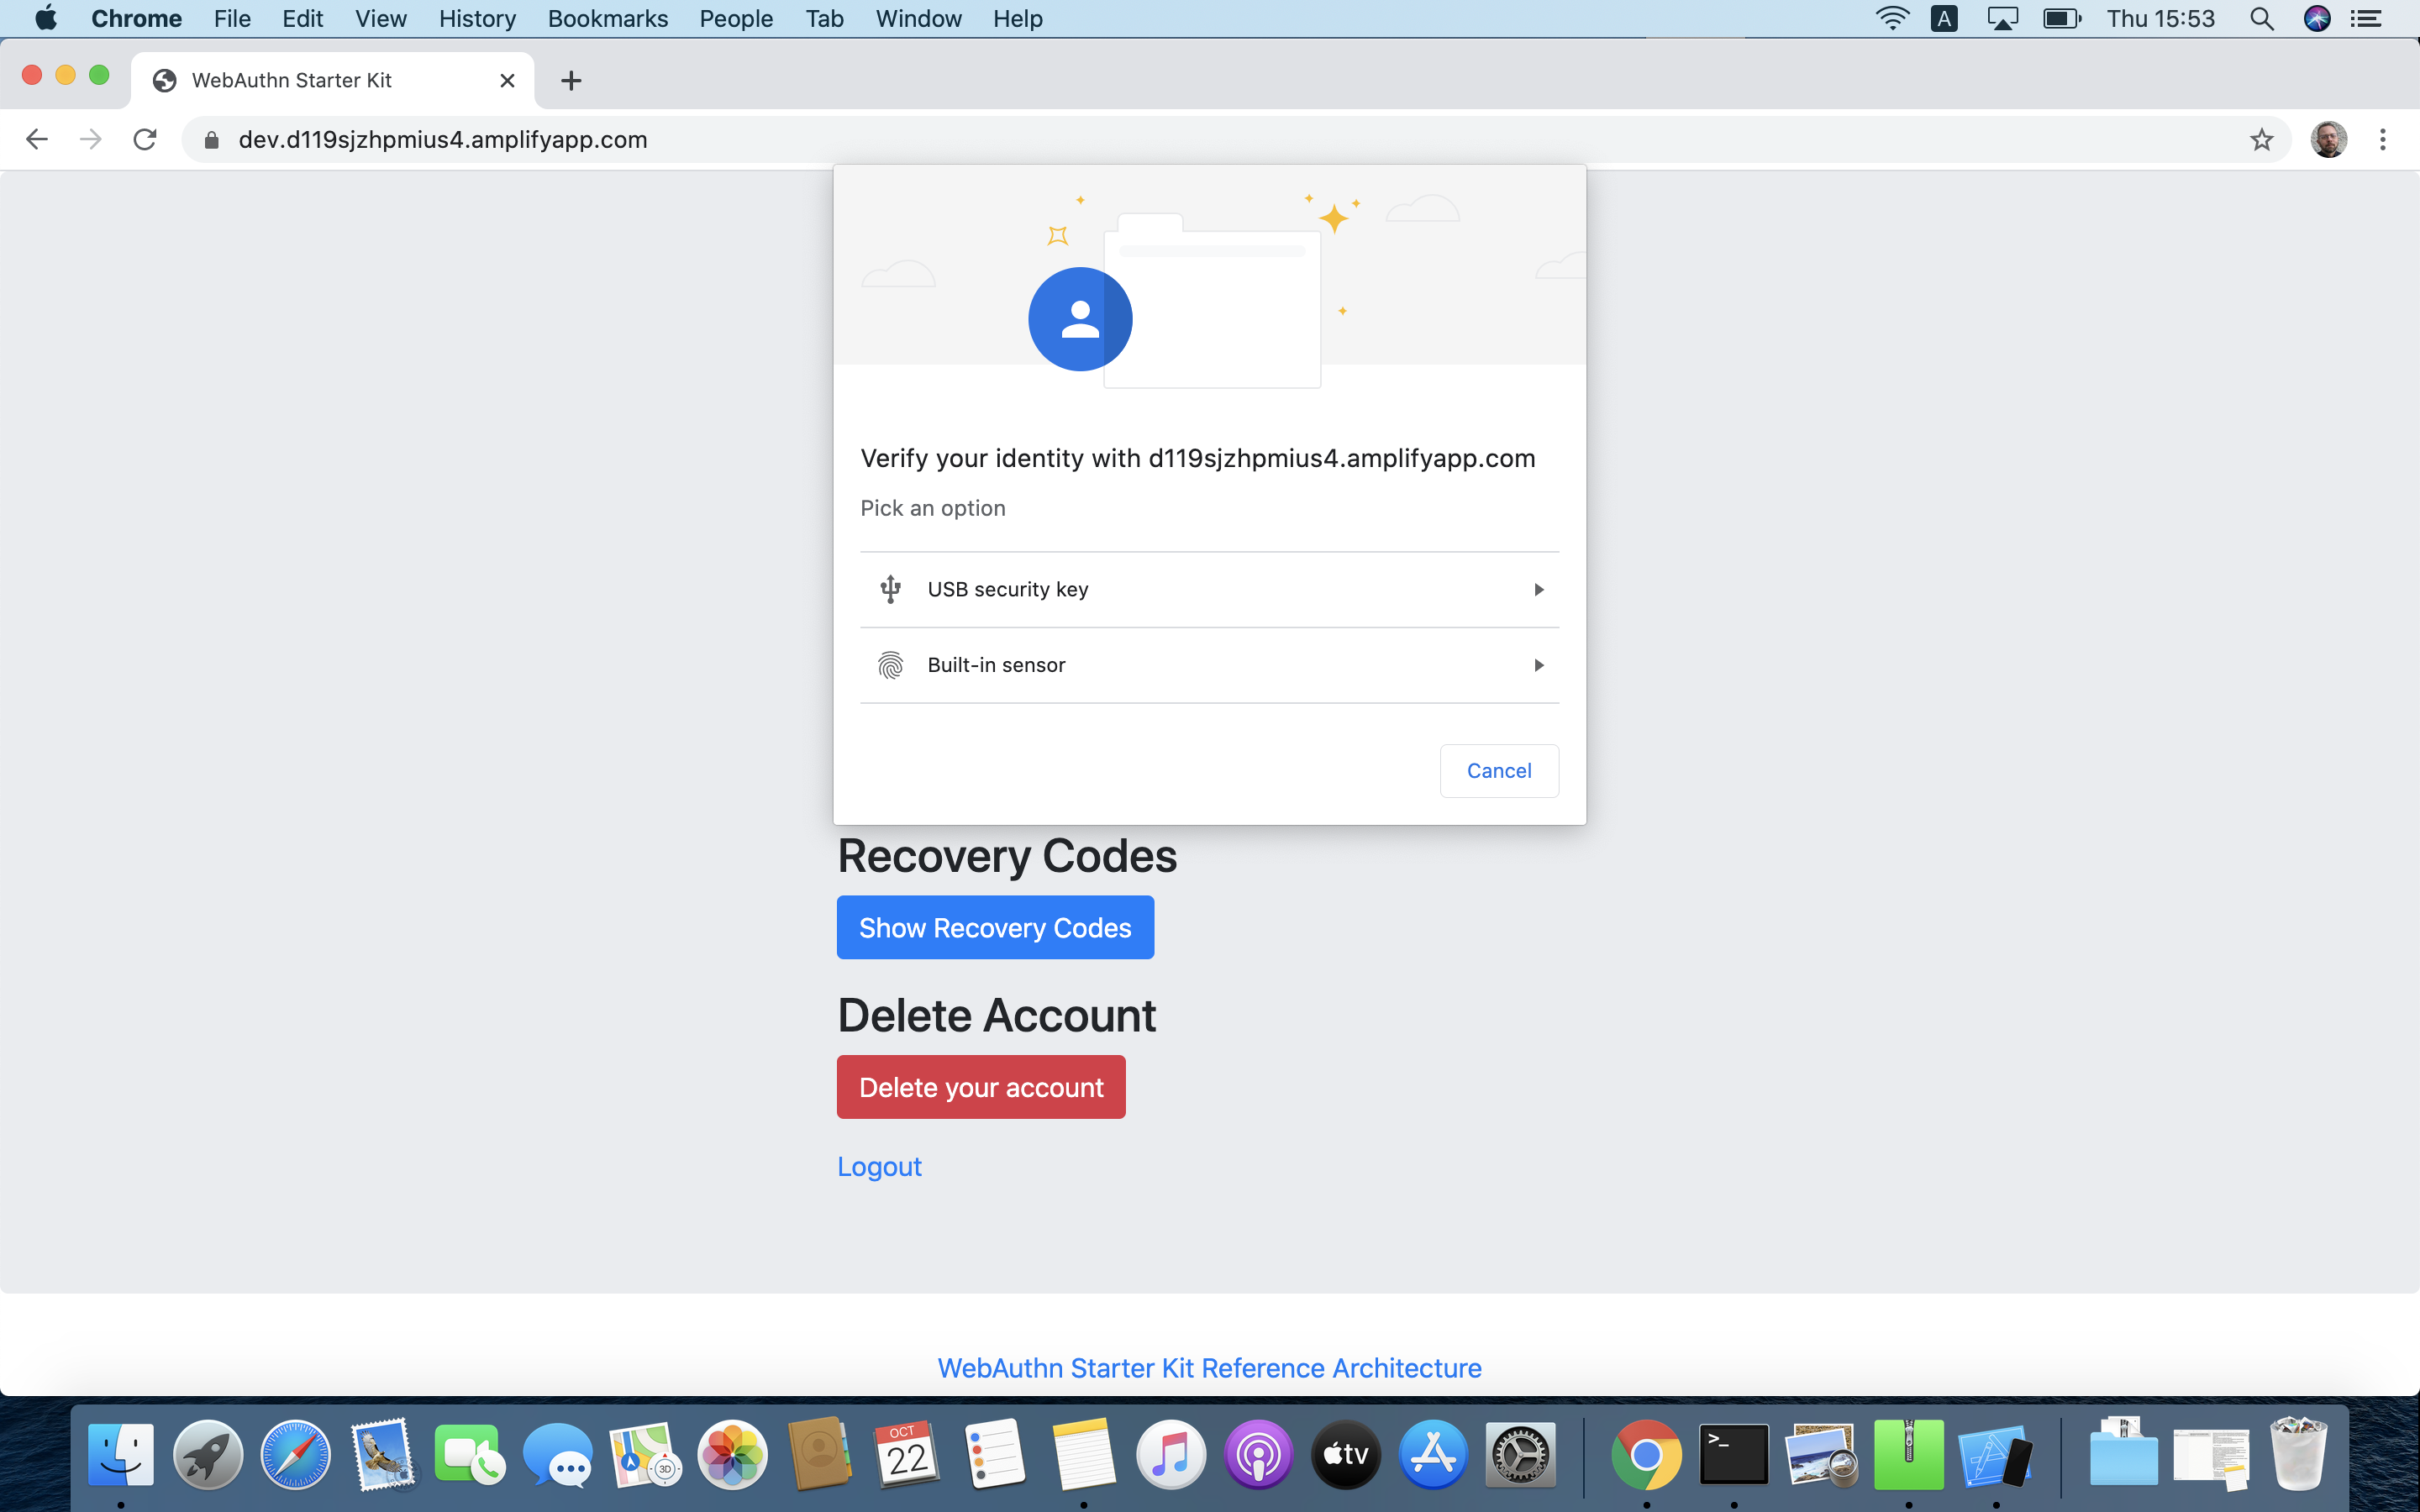 Chrome File Edit View History Bookmarks People Tab Window Help A Thu 15:53
WebAuthn Starter Kit
dev.d119sjzhpmius4.amplifyapp.com
Verify your identity with d119sjzhpmius4.amplifyapp.com
Pick an option
USB security key
Built-in sensor
Cancel
Recovery Codes
Show Recovery Codes
Delete Account
Delete your account
Logout
WebAuthn Starter Kit Reference Architecture
3D
OCT
22
tv
>_